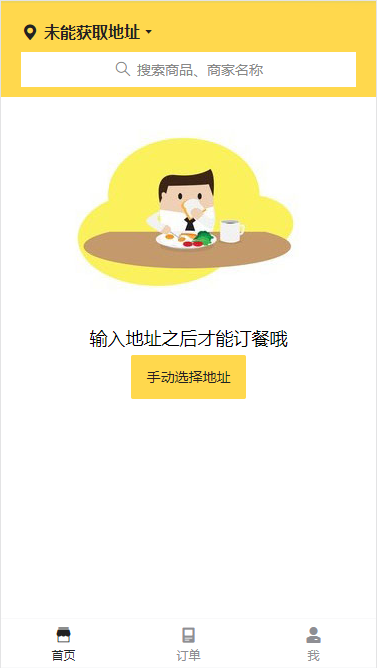 未能获取地址
搜索商品、商家名称
输入地址之后才能订餐哦
手动选择地址
首页
订单
我